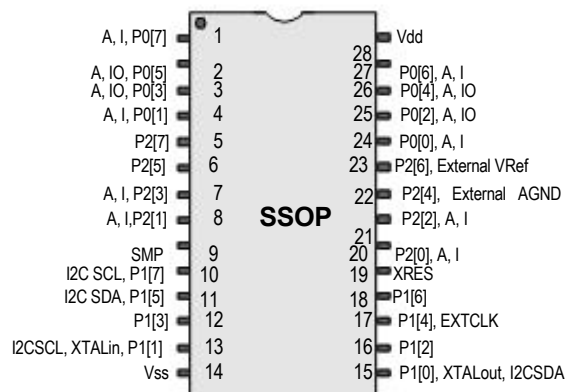 A, I, P0[7] 1 Vdd
28
A, IO, P0[5] 2 27 P0[6], A, I
A, IO, P0[3] 3 26 P0[4], A, IO
A, I, P0[1] 4 25 P0[2], A, IO
P2[7] 5 24 P0[0], A, I
P2[5] 6 23 P2[6], External VRef
A, I, P2[3] 7 22 P2[4], External AGND
A, I,P2[1] 8 SSOP P2[2], A, I
21
SMP 9 20 P2[0], A, I
I2C SCL, P1[7] 10 19 XRES
I2C SDA, P1[5] 11 18 P1[6]
P1[3] 12 17 P1[4], EXTCLK
I2CSCL, XTALin, P1[1] 13 16 P1[2]
Vss 14 15 P1[0], XTALout, I2CSDA